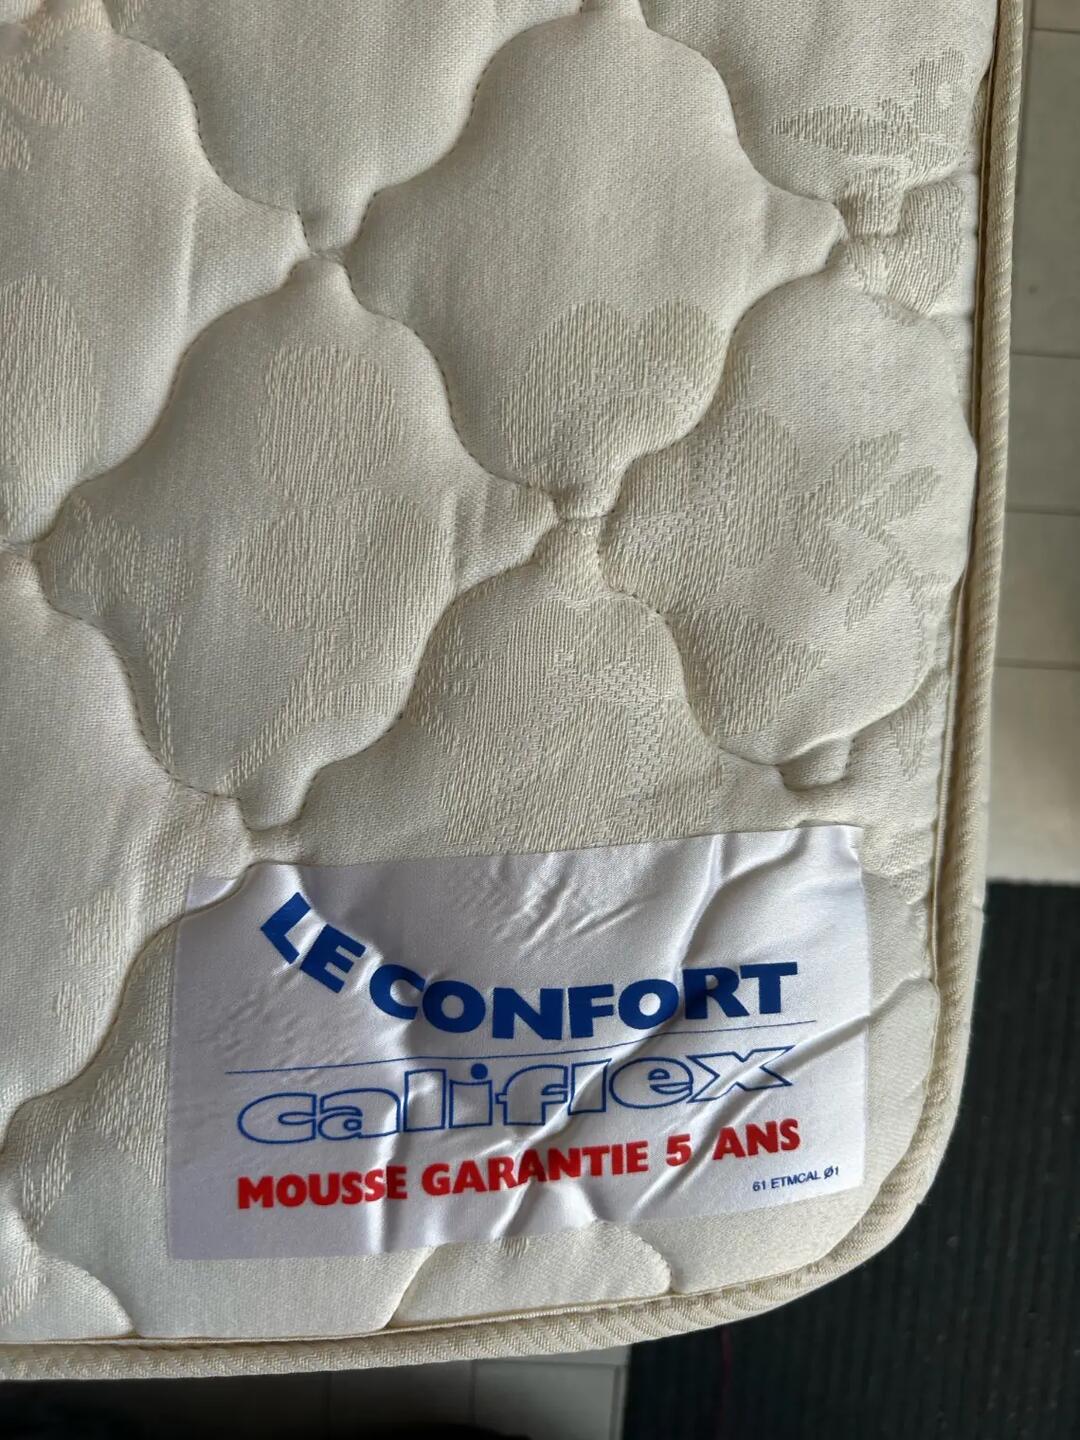 LE CONFORT
califlex
MOUSSE GARANTIE 5 ANS
61 ETMCAL Ø1